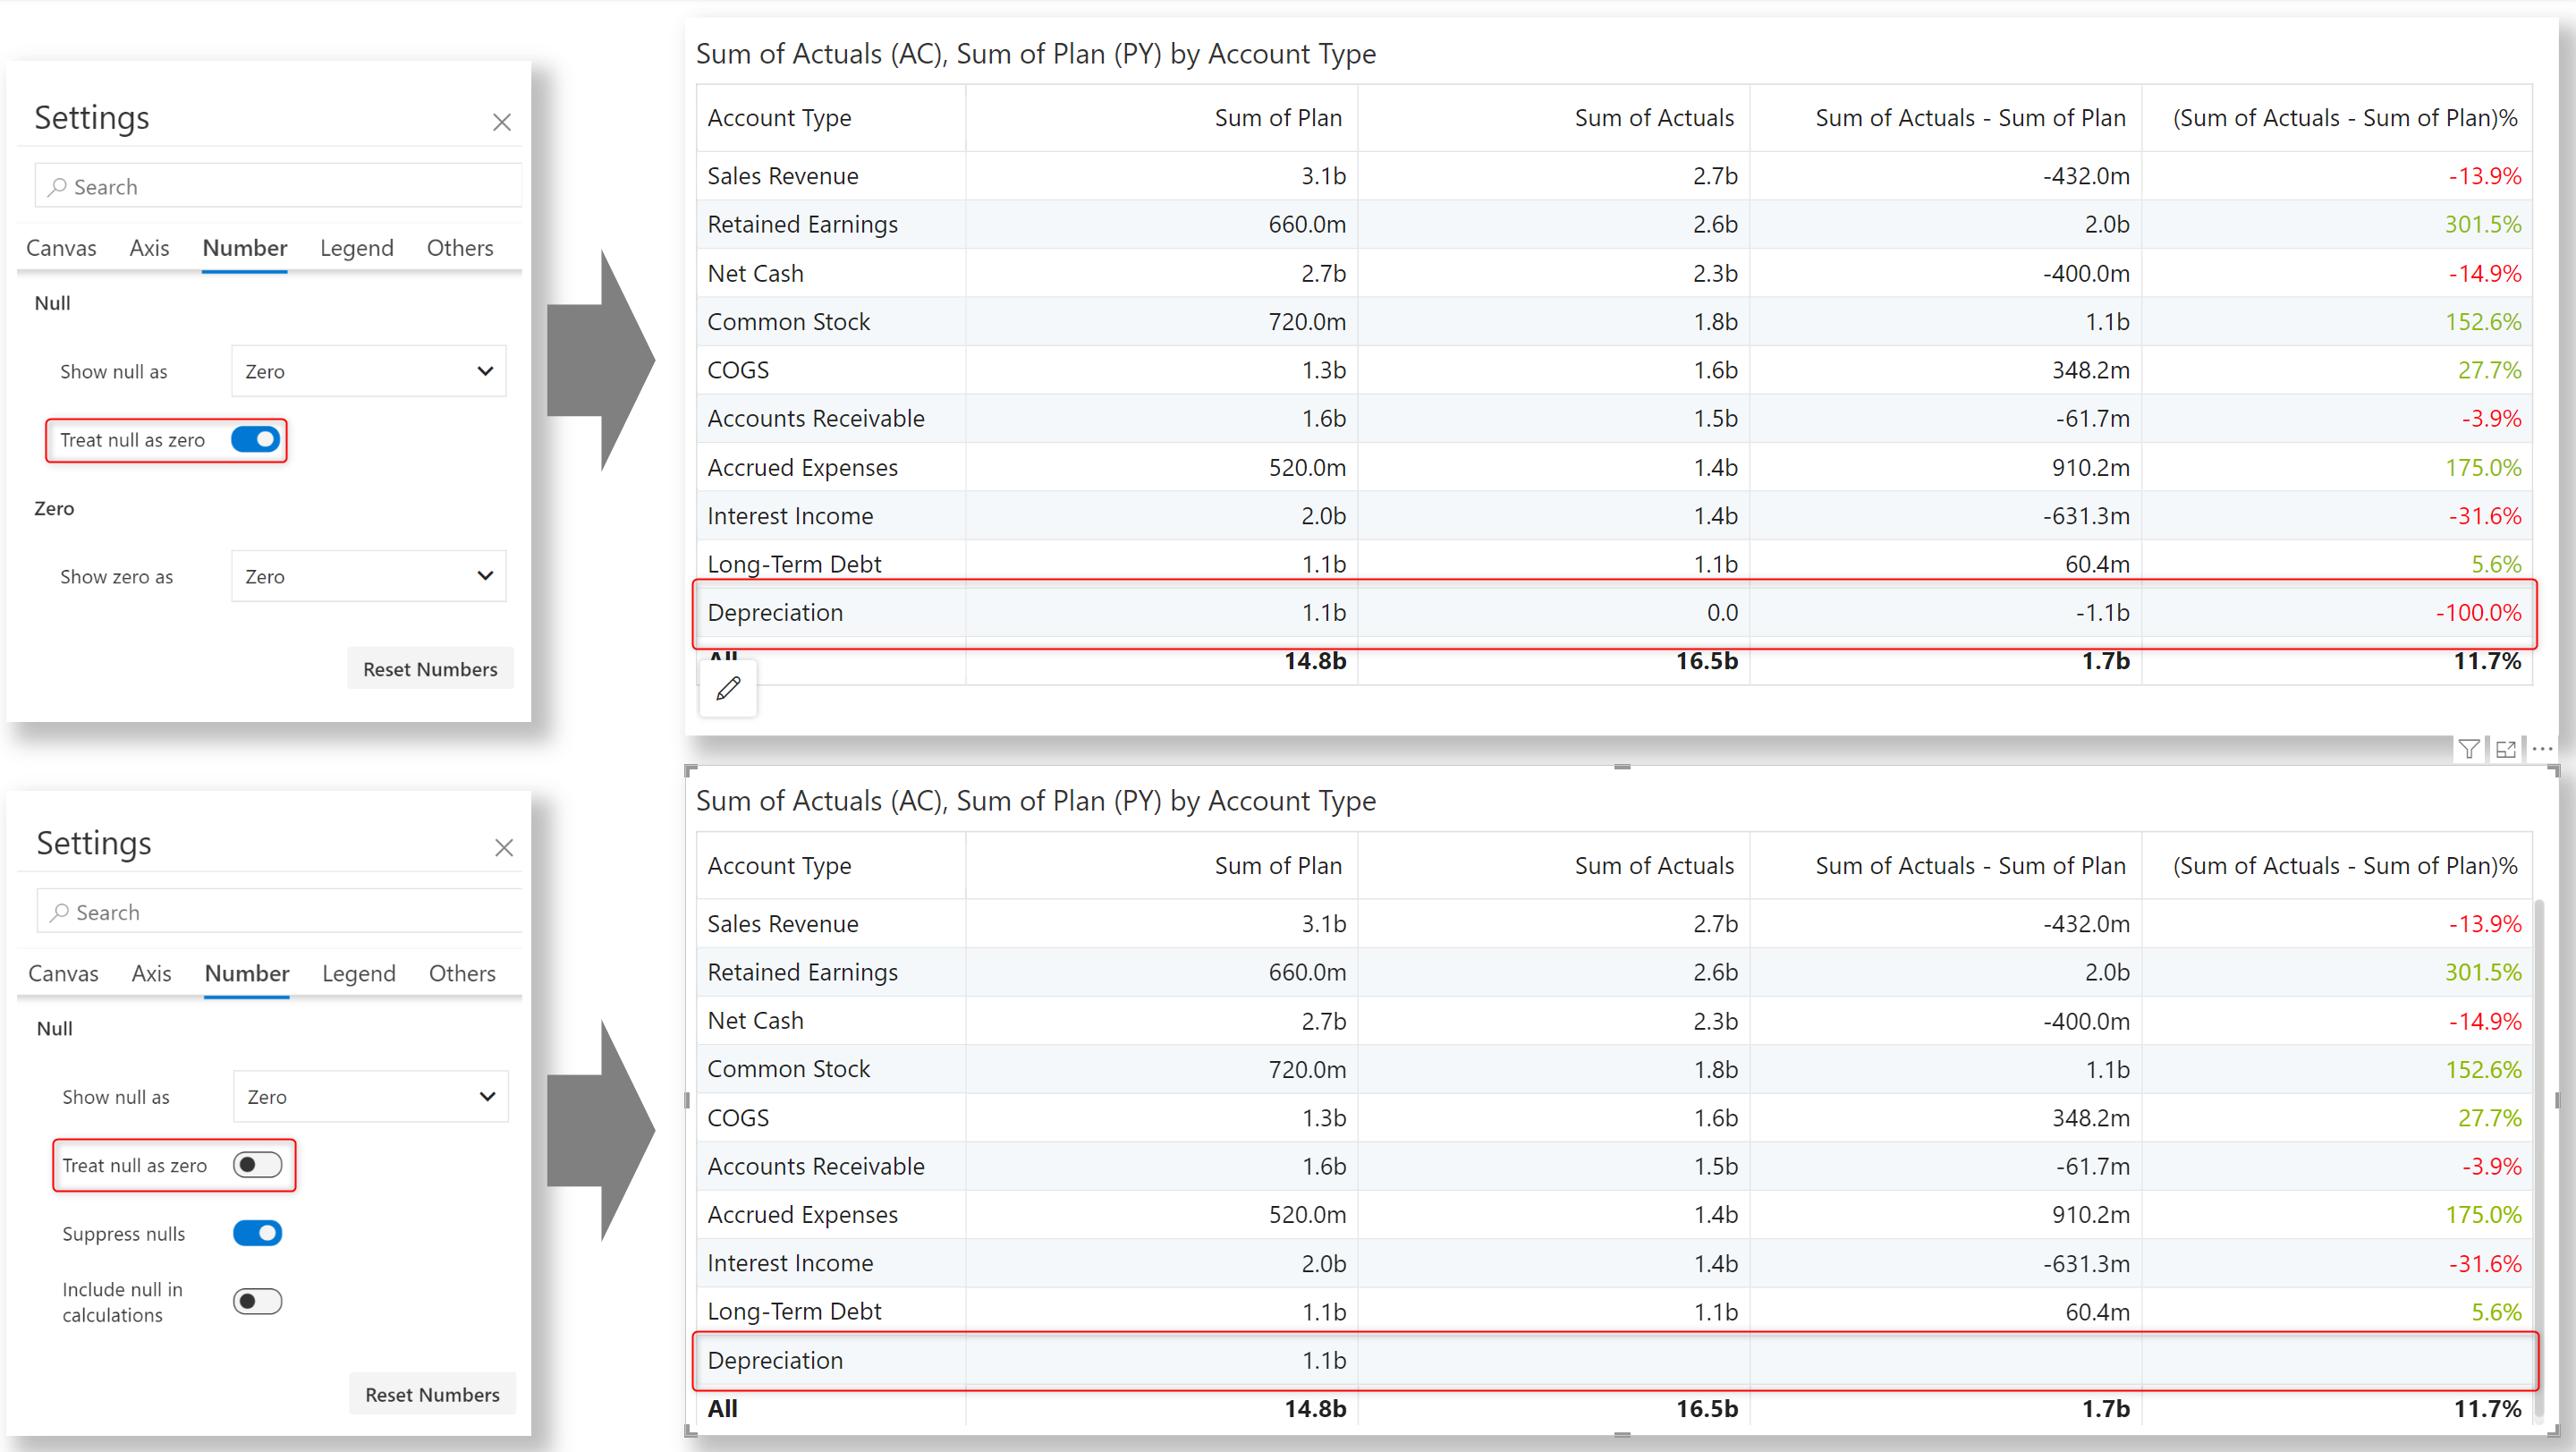 Settings
Search
Canvas Axis Number Legend Others
Null
Show null as Zero
Treat null as zero
Zero
Show zero as Zero
Reset Numbers
Sum of Actuals (AC), Sum of Plan (PY) by Account Type
Account Type Sum of Plan Sum of Actuals Sum of Actuals - Sum of Plan (Sum of Actuals - Sum of Plan)%
Sales Revenue 3.1b 2.7b -432.0m -13.9%
Retained Earnings 660.0m 2.6b 2.0b 301.5%
Net Cash 2.7b 2.3b -400.0m -14.9%
Common Stock 720.0m 1.8b 1.1b 152.6%
COGS 1.3b 1.6b 348.2m 27.7%
Accounts Receivable 1.6b 1.5b -61.7m -3.9%
Accrued Expenses 520.0m 1.4b 910.2m 175.0%
Interest Income 2.0b 1.4b -631.3m -31.6%
Long-Term Debt 1.1b 1.1b 60.4m 5.6%
Depreciation 1.1b 0.0 -1.1b -100.0%
All 14.8b 16.5b 1.7b 11.7%
Settings
Search
Canvas Axis Number Legend Others
Null
Show null as Zero
Treat null as zero
Suppress nulls
Include null in
calculations
Reset Numbers
Sum of Actuals (AC), Sum of Plan (PY) by Account Type
Account Type Sum of Plan Sum of Actuals Sum of Actuals - Sum of Plan (Sum of Actuals - Sum of Plan)%
Sales Revenue 3.1b 2.7b -432.0m -13.9%
Retained Earnings 660.0m 2.6b 2.0b 301.5%
Net Cash 2.7b 2.3b -400.0m -14.9%
Common Stock 720.0m 1.8b 1.1b 152.6%
COGS 1.3b 1.6b 348.2m 27.7%
Accounts Receivable 1.6b 1.5b -61.7m -3.9%
Accrued Expenses 520.0m 1.4b 910.2m 175.0%
Interest Income 2.0b 1.4b -631.3m -31.6%
Long-Term Debt 1.1b 1.1b 60.4m 5.6%
Depreciation 1.1b
All 14.8b 16.5b 1.7b 11.7%